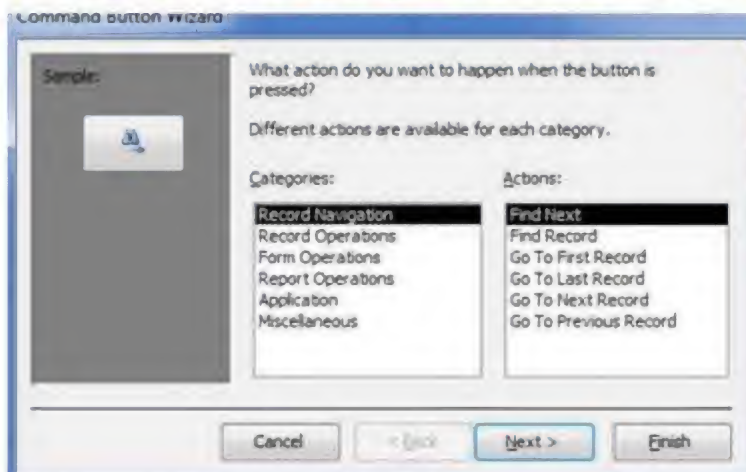 Command Button Wizard
Sample:
What action do you want to happen when the button is
pressed?
Different actions are available for each category.
Categories:
Actions:
Record Navigation
Record Operations
Form Operations
Report Operations
Application
Miscellaneous
Find Next
Find Record
Go To First Record
Go To Last Record
Go To Next Record
Go To Previous Record
Cancel
< Back
Next >
Finish